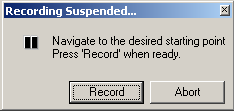 Recording Suspended...
Navigate to the desired starting point
Press 'Record' when ready.
Record Abort